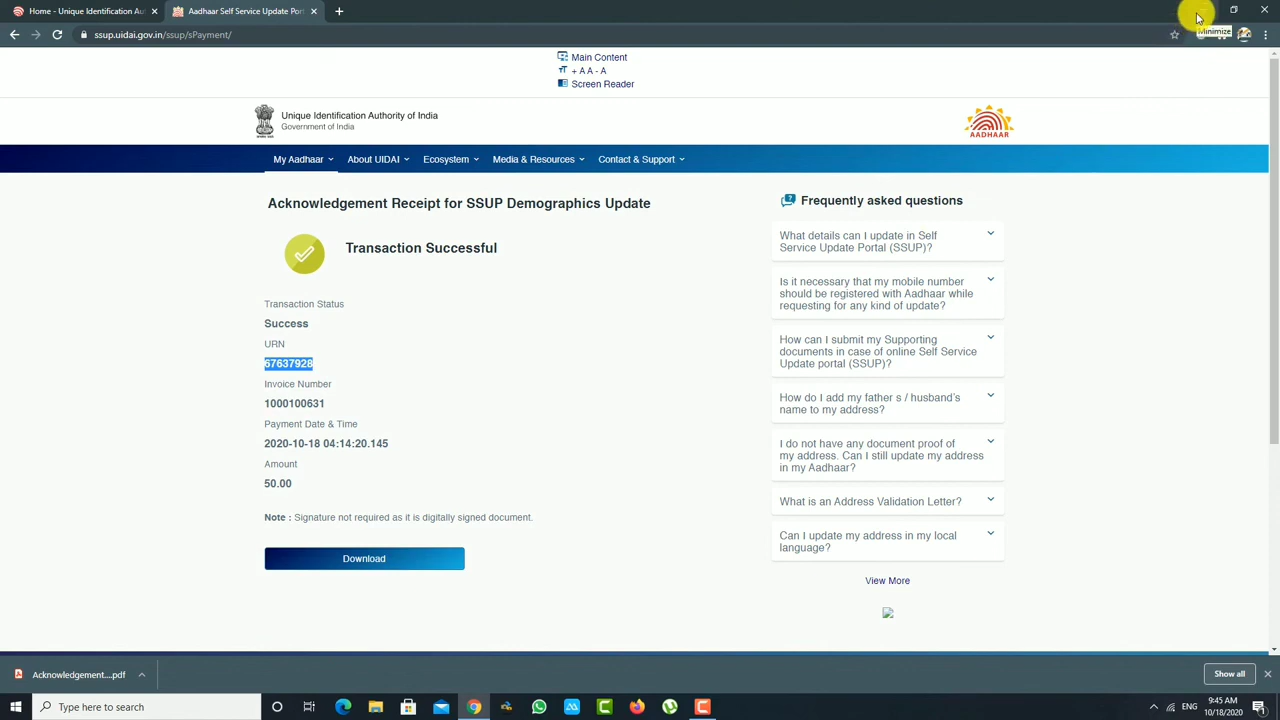 Home - Unique Identification Aut
Aadhaar Self Service Update Port
Minimize
ssup.uidai.gov.in/ssup/sPayment/
Main Content
+ A A - A
Screen Reader
Unique Identification Authority of India
Government of India
AADHAAR
My Aadhaar
About UIDAI
Ecosystem
Media & Resources
Contact & Support
Acknowledgement Receipt for SSUP Demographics Update
Transaction Successful
Transaction Status
Success
URN
67637928
Invoice Number
1000100631
Payment Date & Time
2020-10-18 04:14:20.145
Amount
50.00
Note : Signature not required as it is digitally signed document.
Download
Frequently asked questions
What details can I update in Self
Service Update Portal (SSUP)?
Is it necessary that my mobile number
should be registered with Aadhaar while
requesting for any kind of update?
How can I submit my Supporting
documents in case of online Self Service
Update portal (SSUP)?
How do I add my father s / husband's
name to my address?
I do not have any document proof of
my address. Can I still update my address
in my Aadhaar?
What is an Address Validation Letter?
Can I update my address in my local
language?
View More
Acknowledgement....pdf
Show all
Type here to search
ENG
9:45 AM
10/18/2020